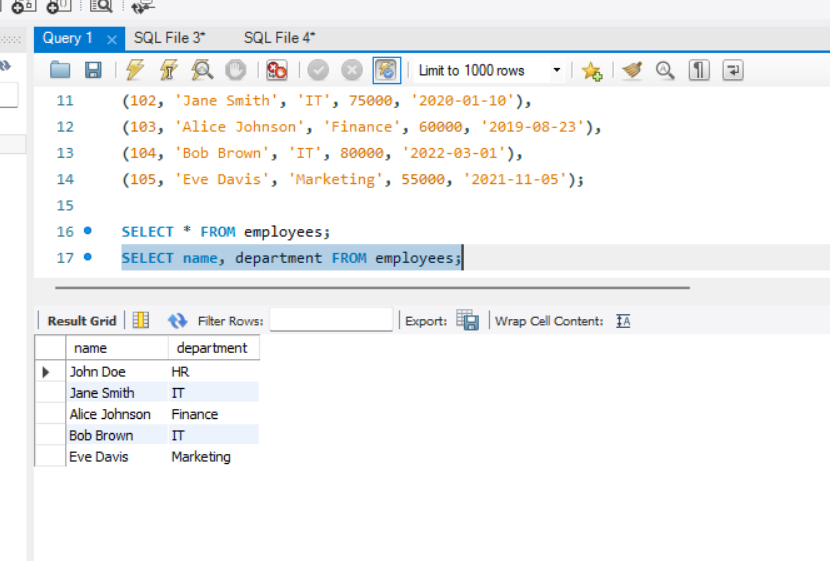 Query 1 × SQL File 3* SQL File 4*
Limit to 1000 rows
11 (102, 'Jane Smith', 'IT', 75000, '2020-01-10'),
12 (103, 'Alice Johnson', 'Finance', 60000, '2019-08-23'),
13 (104, 'Bob Brown', 'IT', 80000, '2022-03-01'),
14 (105, 'Eve Davis', 'Marketing', 55000, '2021-11-05');
15
16 SELECT * FROM employees;
17 SELECT name, department FROM employees;
Result Grid Filter Rows: Export: Wrap Cell Content: IA
name department
John Doe HR
Jane Smith IT
Alice Johnson Finance
Bob Brown IT
Eve Davis Marketing